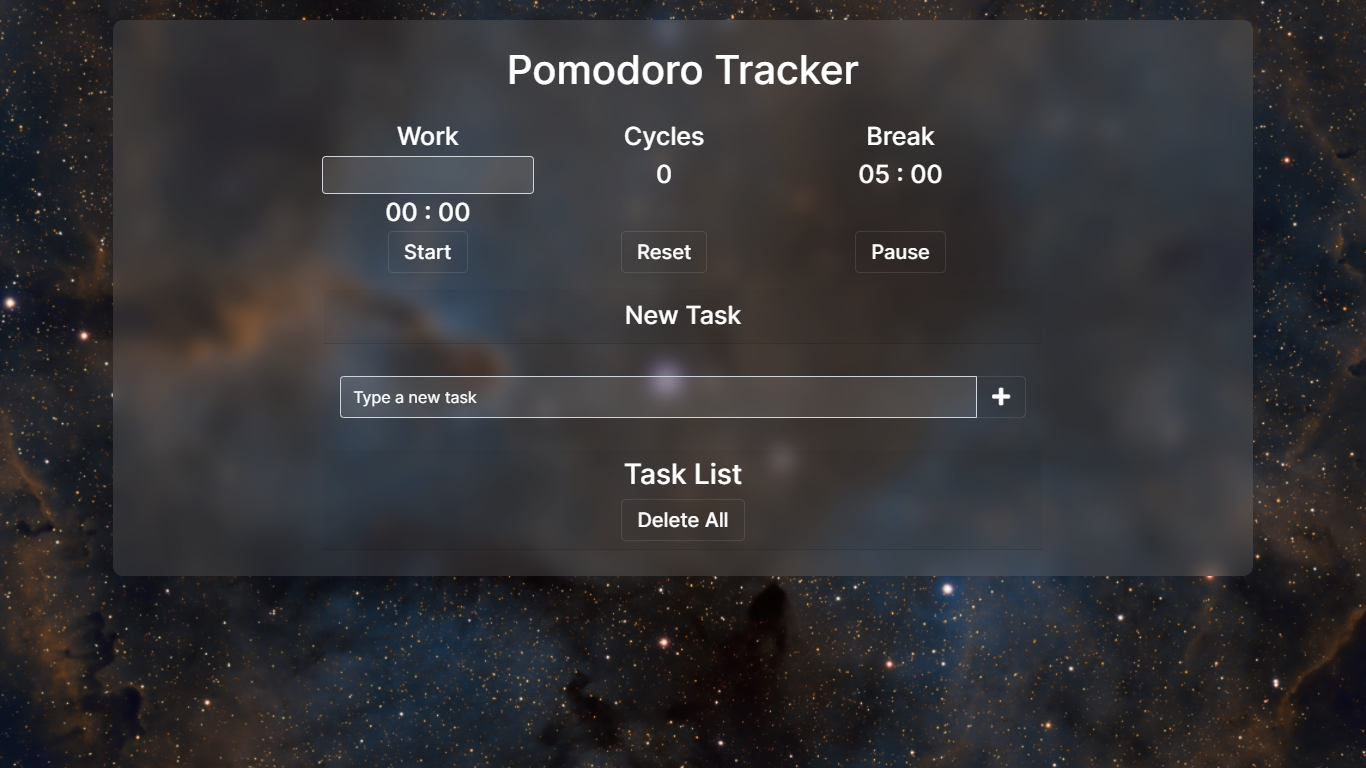 Pomodoro Tracker
Work Cycles Break
0 05 : 00
00 : 00
Start Reset Pause
New Task
Type a new task
Task List
Delete All